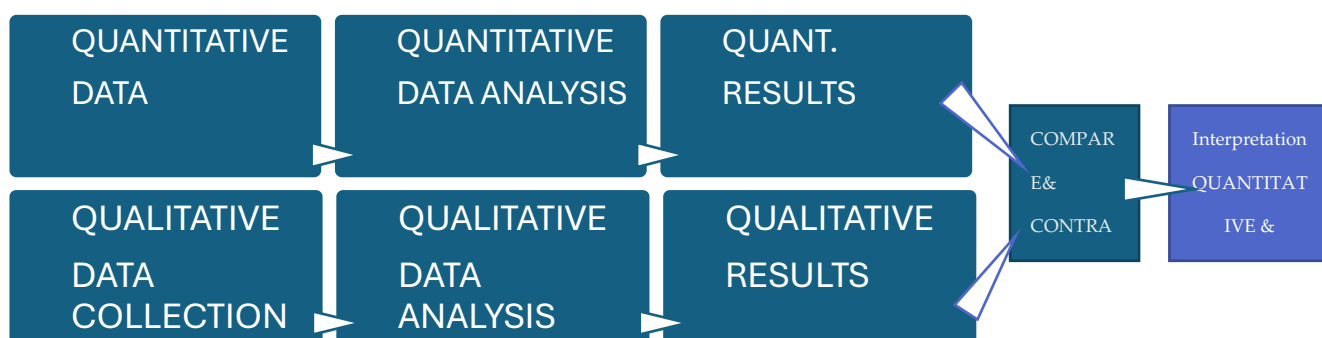 QUANTITATIVE
DATA
QUANTITATIVE
DATA ANALYSIS
QUANT.
RESULTS
QUALITATIVE
DATA
COLLECTION
QUALITATIVE
DATA
ANALYSIS
QUALITATIVE
RESULTS
COMPAR
E&
CONTRA
Interpretation
QUANTITAT
IVE &